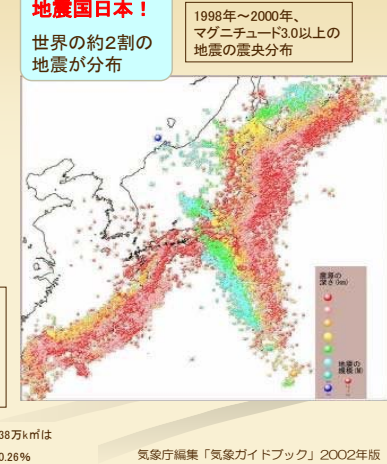 地震国日本！
世界の約2割の
地震が分布
1998年～2000年、
マグニチュード3.0以上の
地震の震央分布
震源の
深さ(km)
地震の
規模(M)
38万k㎡は
0.26%
気象庁編集「気象ガイドブック」2002年版